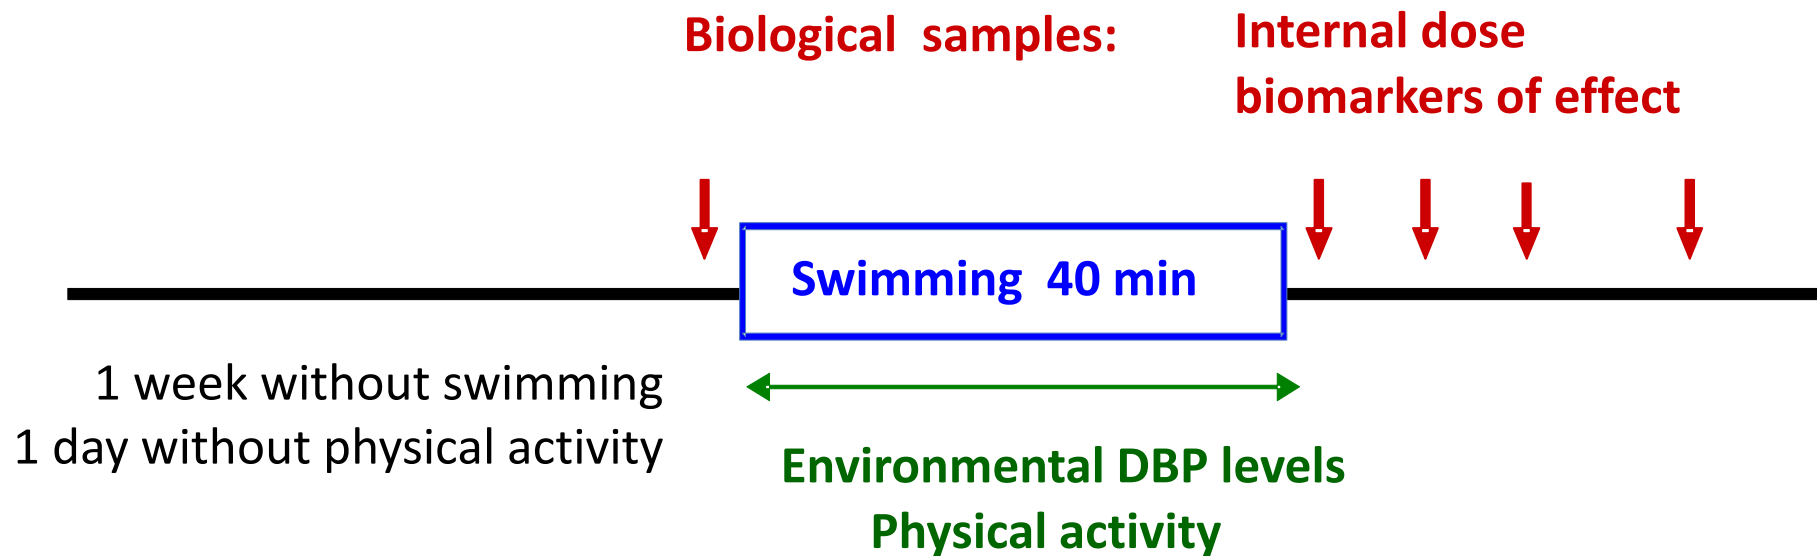 Biological samples:
Internal dose
biomarkers of effect
Swimming 40 min
1 week without swimming
1 day without physical activity
Environmental DBP levels
Physical activity